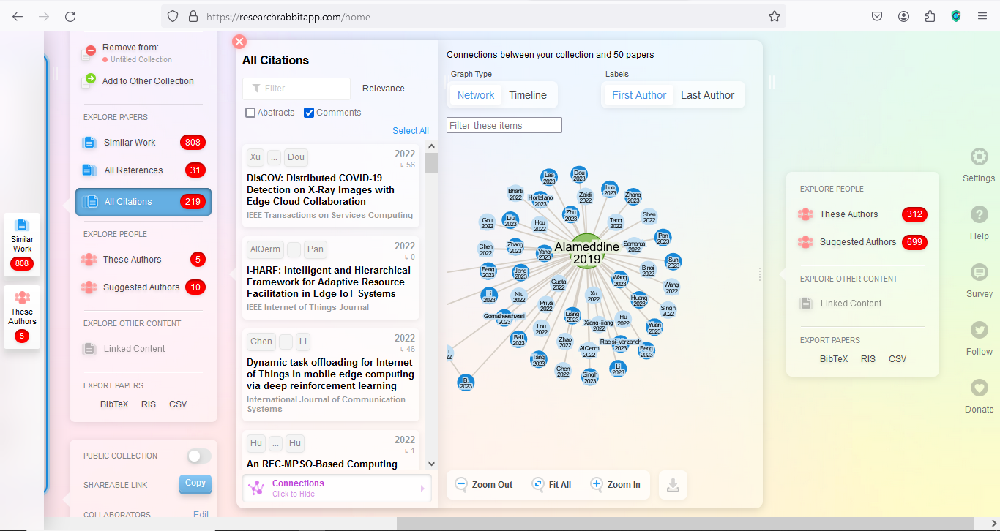 https://researchrabbitapp.com/home
Similar
Work
808
These
Authors
5
Remove from:
Untitled Collection
Add to Other Collection
EXPLORE PAPERS
Similar Work 808
All References 31
All Citations 219
EXPLORE PEOPLE
These Authors 5
Suggested Authors 10
EXPLORE OTHER CONTENT
Linked Content
EXPORT PAPERS
BibTeX RIS CSV
PUBLIC COLLECTION
SHAREABLE LINK Copy
COLLABORATORS Edit
All Citations
Filter Relevance
Abstracts Comments
Select All
Xu ... Dou 2022
56
DisCOV: Distributed COVID-19
Detection on X-Ray Images with
Edge-Cloud Collaboration
IEEE Transactions on Services Computing
AlQerm ... Pan 2022
0
I-HARF: Intelligent and Hierarchical
Framework for Adaptive Resource
Facilitation in Edge-IoT Systems
IEEE Internet of Things Journal
Chen ... Li 2022
46
Dynamic task offloading for Internet
of Things in mobile edge computing
via deep reinforcement learning
International Journal of Communication
Systems
Hu ... Hu 2022
1
An REC-MPSO-Based Computing
Connections
Click to Hide
Connections between your collection and 50 papers
Graph Type Labels
Network Timeline First Author Last Author
Filter these items
Lee
2023
Dou
2022
Bharti
2022
Hortelano
2023
Zaidi
2022
Luo
2023
Zhang
2023
Gou
2022
Liu
2023
Hou
2022
Zhu
2023
Tang
2022
Shen
2022
Chen
2022
Zhang
2023
Yang
2023
Alameddine
2019
Samanta
2022
Pan
2023
Feng
2023
Jang
2023
Gupta
2022
Wang
2023
Binqi
2022
Sun
2023
Li
2023
Niu
2022
Priya
2022
Xu
2022
Huang
2023
Wang
2022
Gomatheeshwari
2023
Lou
2022
Liang
2023
Xiang-jiang
2022
Hu
2022
Singh
2022
Yuan
2023
Bali
2023
Zhao
2022
AlQerm
2022
Raeisi-Varzaneh
2023
Feng
2023
Tang
2023
Chen
2022
Singh
2023
Li
2023
2022
B.
2023
Zoom Out Fit All Zoom In
EXPLORE PEOPLE
These Authors 312
Suggested Authors 699
EXPLORE OTHER CONTENT
Linked Content
EXPORT PAPERS
BibTeX RIS CSV
Settings
Help
Survey
Follow
Donate